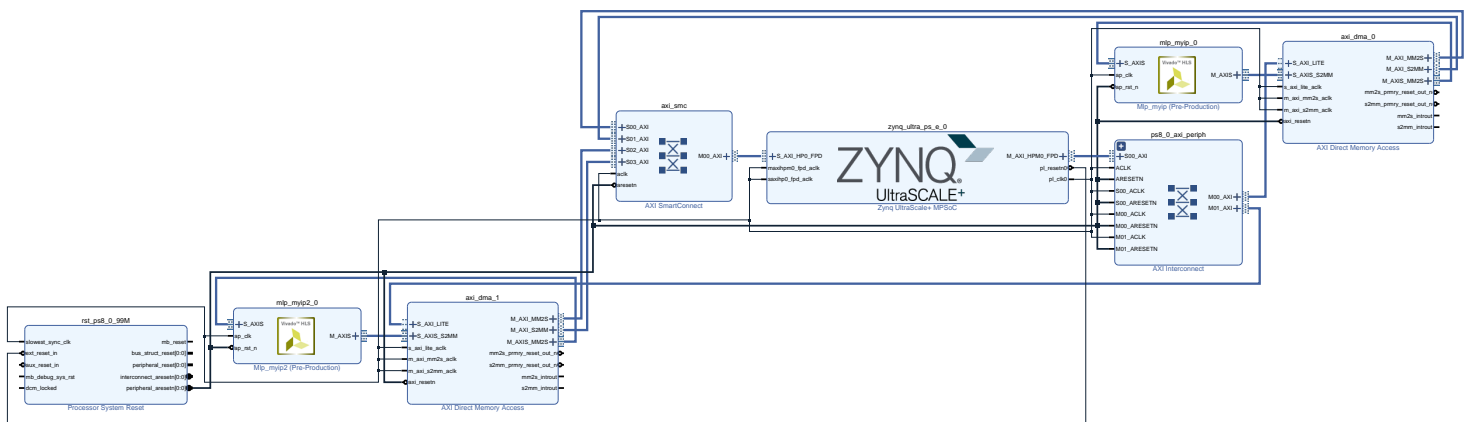 axi_smc
S00_AXI
S01_AXI
S02_AXI
S03_AXI
aclk
aresetn
M00_AXI
AXI SmartConnect
zynq_ultra_ps_e_0
S_AXI_HP0_FPD
maxihpm0_fpd_aclk
saxihp0_fpd_aclk
ZYNQ
UltraSCALE+
M_AXI_HPM0_FPD
pl_resetn0
pl_clk0
Zynq UltraScale+ MPSoC
mlp_myip_0
S_AXIS
ap_clk
ap_rst_n
Vivado™ HLS
M_AXIS
Mlp_myip (Pre-Production)
axi_dma_0
S_AXI_LITE
S_AXIS_S2MM
s_axi_lite_aclk
m_axi_mm2s_aclk
m_axi_s2mm_aclk
axi_resetn
M_AXI_MM2S
M_AXI_S2MM
M_AXIS_MM2S
mm2s_prmry_reset_out_n
s2mm_prmry_reset_out_n
mm2s_introut
s2mm_introut
AXI Direct Memory Access
ps8_0_axi_periph
S00_AXI
ACLK
ARESETN
S00_ACLK
S00_ARESETN
M00_ACLK
M00_ARESETN
M01_ACLK
M01_ARESETN
M00_AXI
M01_AXI
AXI Interconnect
rst_ps8_0_99M
slowest_sync_clk
ext_reset_in
aux_reset_in
mb_debug_sys_rst
dcm_locked
mb_reset
bus_struct_reset[0:0]
peripheral_reset[0:0]
interconnect_aresetn[0:0]
peripheral_aresetn[0:0]
Processor System Reset
mlp_myip2_0
S_AXIS
ap_clk
ap_rst_n
Vivado™ HLS
M_AXIS
Mlp_myip2 (Pre-Production)
axi_dma_1
S_AXI_LITE
S_AXIS_S2MM
s_axi_lite_aclk
m_axi_mm2s_aclk
m_axi_s2mm_aclk
axi_resetn
M_AXI_MM2S
M_AXI_S2MM
M_AXIS_MM2S
mm2s_prmry_reset_out_n
s2mm_prmry_reset_out_n
mm2s_introut
s2mm_introut
AXI Direct Memory Access